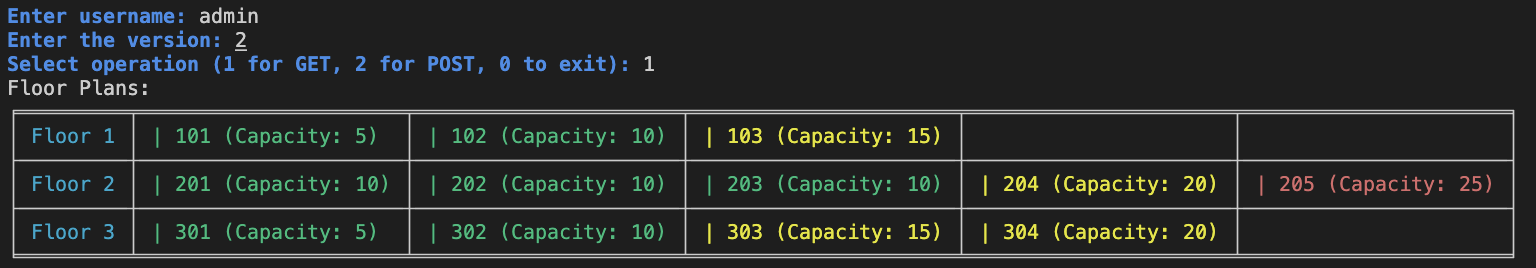 Enter username: admin
Enter the version: 2
Select operation (1 for GET, 2 for POST, 0 to exit): 1
Floor Plans:
Floor 1 | 101 (Capacity: 5) | 102 (Capacity: 10) | 103 (Capacity: 15)
Floor 2 | 201 (Capacity: 10) | 202 (Capacity: 10) | 203 (Capacity: 10) | 204 (Capacity: 20) | 205 (Capacity: 25)
Floor 3 | 301 (Capacity: 5) | 302 (Capacity: 10) | 303 (Capacity: 15) | 304 (Capacity: 20)